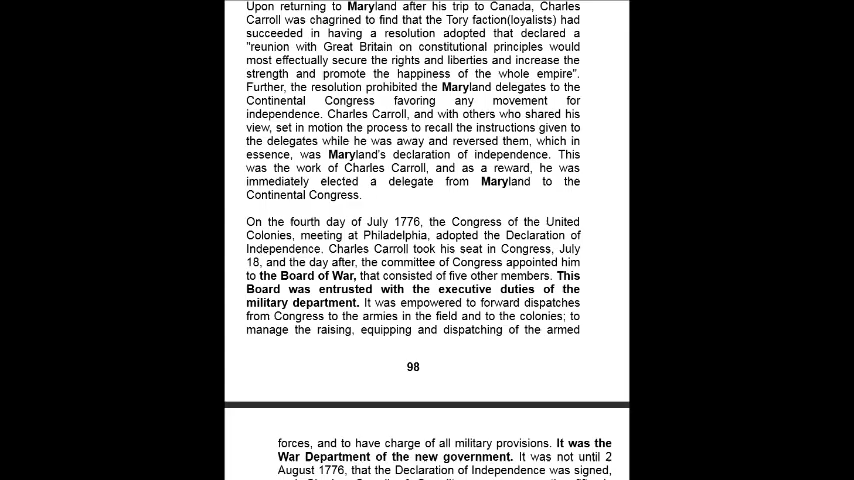 Upon returning to Maryland after his trip to Canada, Charles
Carroll was chagrined to find that the Tory faction(loyalists) had
succeeded in having a resolution adopted that declared a
"reunion with Great Britain on constitutional principles would
most effectually secure the rights and liberties and increase the
strength and promote the happiness of the whole empire".
Further, the resolution prohibited the Maryland delegates to the
Continental Congress favoring any movement for
independence. Charles Carroll, and with others who shared his
view, set in motion the process to recall the instructions given to
the delegates while he was away and reversed them, which in
essence, was Maryland's declaration of independence. This
was the work of Charles Carroll, and as a reward, he was
immediately elected a delegate from Maryland to the
Continental Congress.
On the fourth day of July 1776, the Congress of the United
Colonies, meeting at Philadelphia, adopted the Declaration of
Independence. Charles Carroll took his seat in Congress, July
18, and the day after, the committee of Congress appointed him
to the Board of War, that consisted of five other members. This
Board was entrusted with the executive duties of the
military department. It was empowered to forward dispatches
from Congress to the armies in the field and to the colonies; to
manage the raising, equipping and dispatching of the armed
98
forces, and to have charge of all military provisions. It was the
War Department of the new government. It was not until 2
August 1776, that the Declaration of Independence was signed,